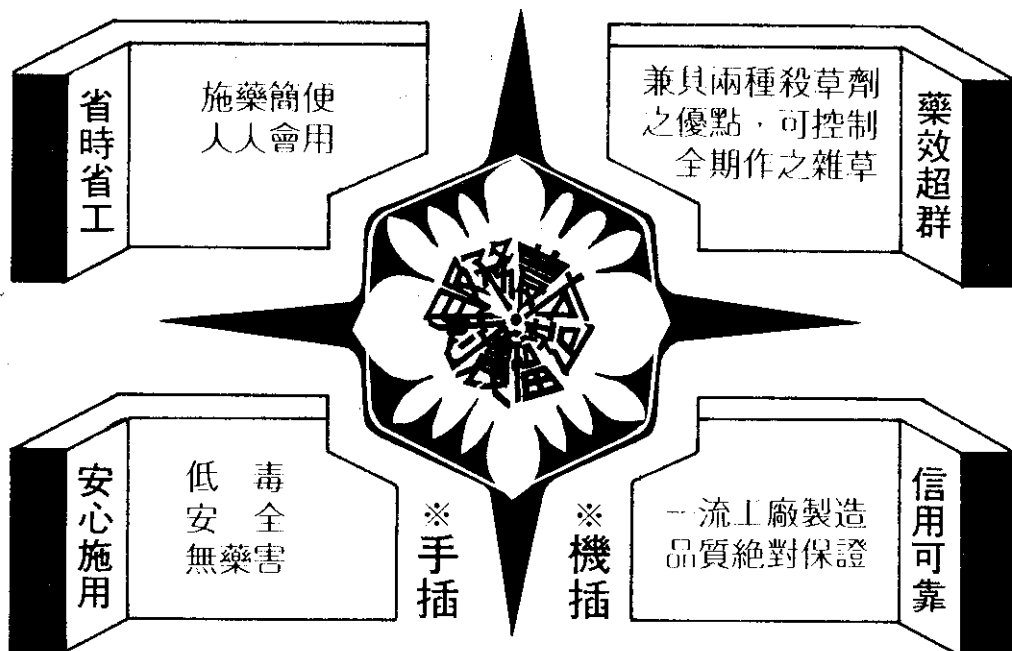 省時省工
施藥簡便
人人會用
兼具兩種殺草劑
之優點，可控制
全期作之雜草
藥效超群
安心施用
低 毒
安 全
無藥害
※手插
※機插
一流工廠製造
品質絕對保證
信用可靠